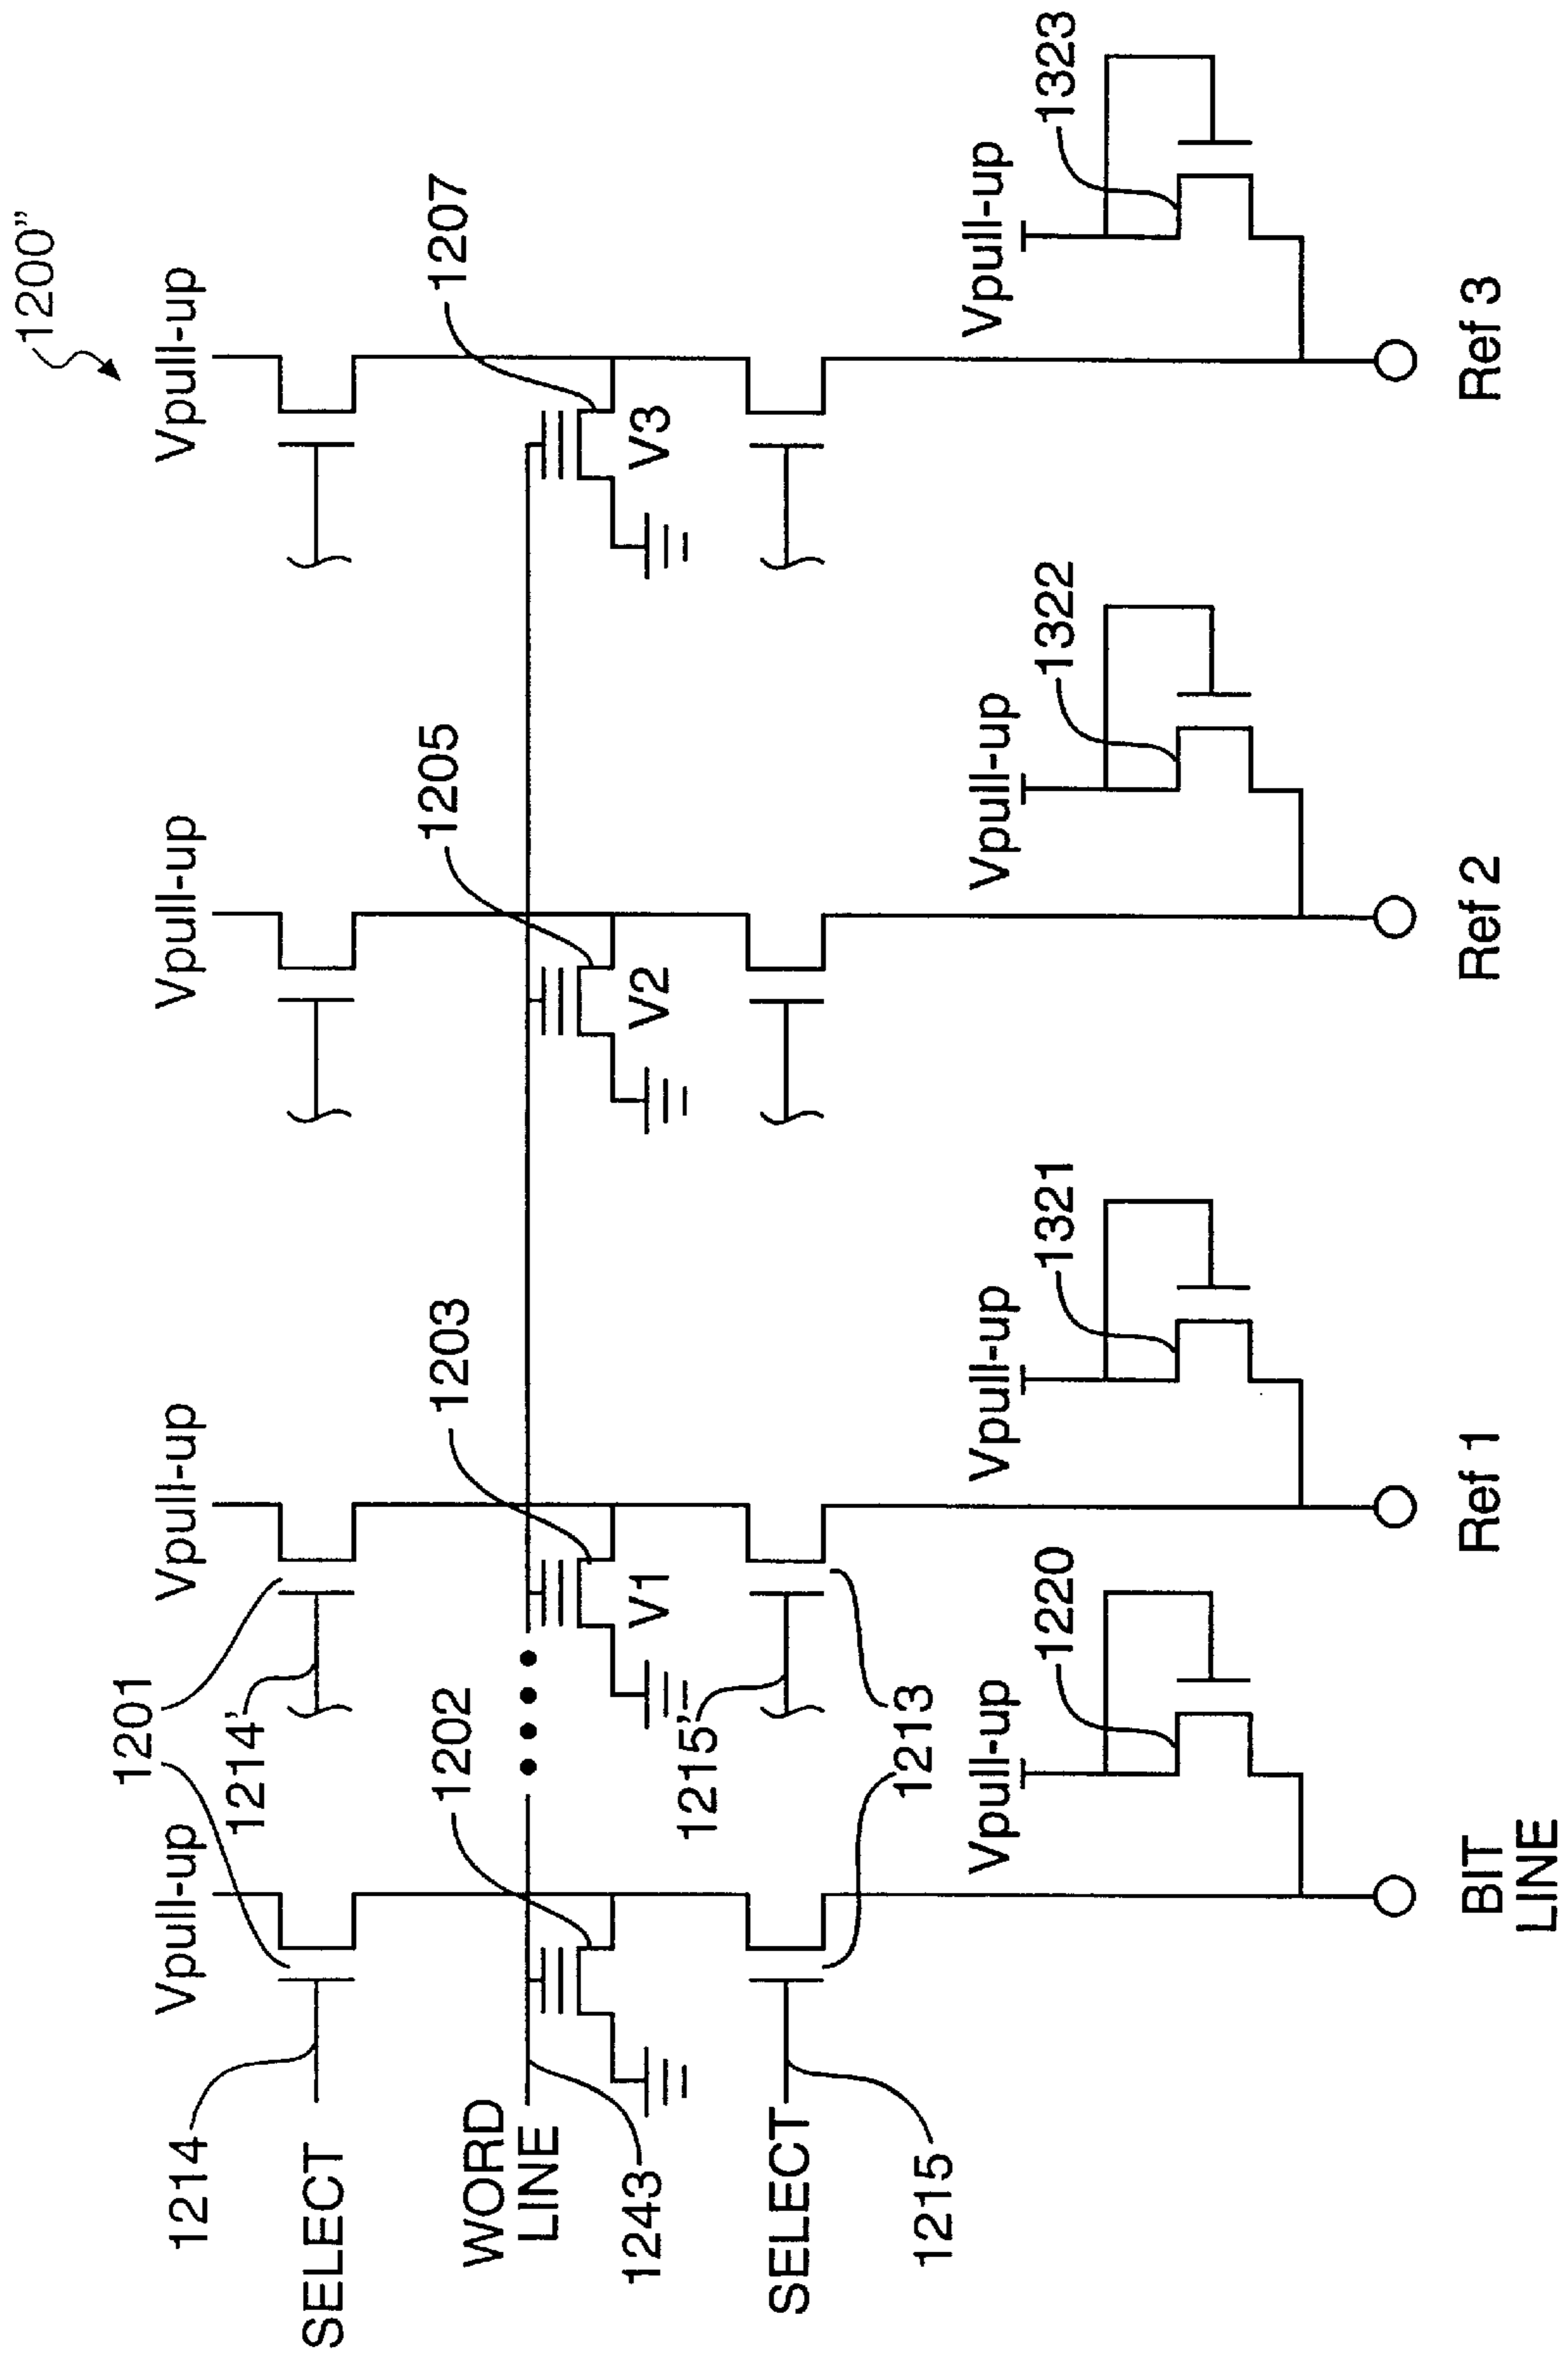 1200”
1201
1214
Vpull-up
Vpull-up
Vpull-up
Vpull-up
1214’
SELECT
1202
1203
1205
1207
WORD
LINE
1243
V1
V2
V3
1215’
SELECT
1215
1213
Vpull-up
Vpull-up
Vpull-up
Vpull-up
1220
1321
1322
1323
BIT
LINE
Ref 1
Ref 2
Ref 3